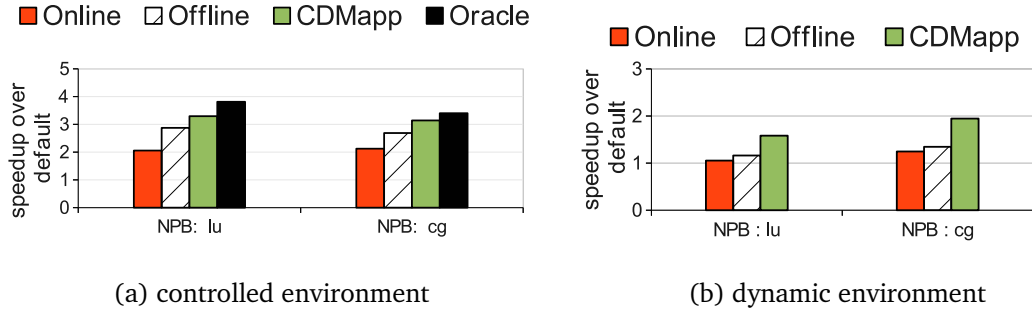 Online Offline CDMapp Oracle
speedup over
default
5
4
3
2
1
0
NPB: lu
NPB: cg
(a) controlled environment
Online Offline CDMapp
speedup over
default
3
2
1
0
NPB : lu
NPB : cg
(b) dynamic environment